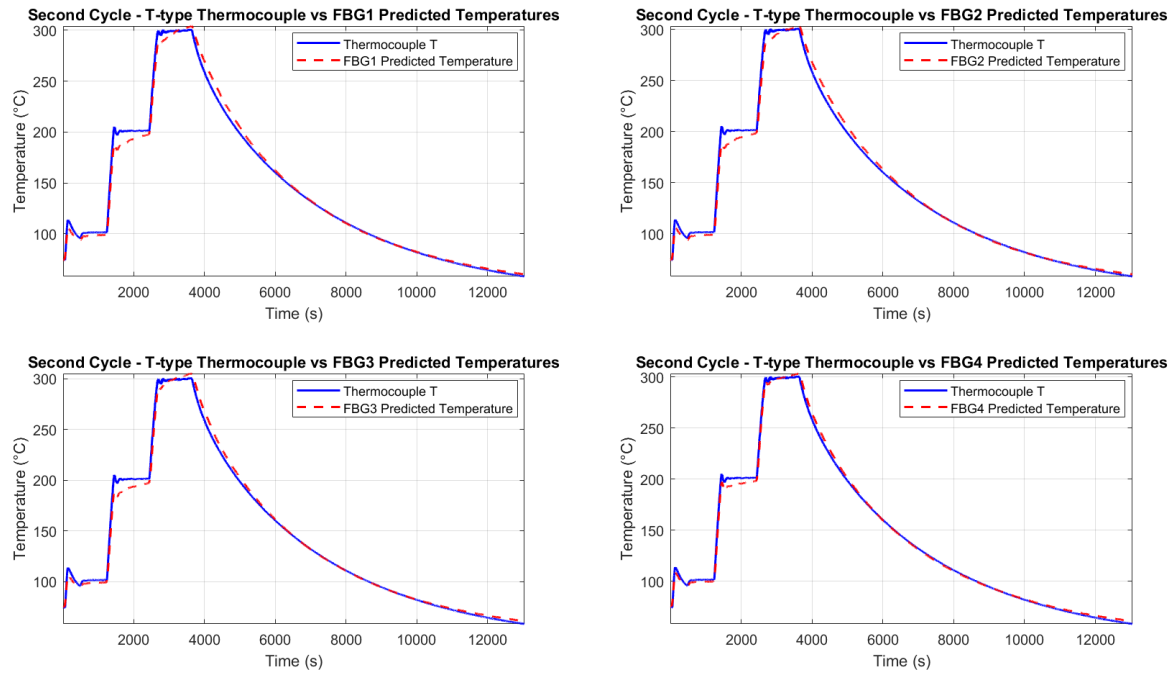 Second Cycle - T-type Thermocouple vs FBG1 Predicted Temperatures
300
250
200
150
100
Temperature (°C)
Thermocouple T
FBG1 Predicted Temperature
2000 4000 6000 8000 10000 12000
Time (s)
Second Cycle - T-type Thermocouple vs FBG2 Predicted Temperatures
300
250
200
150
100
Temperature (°C)
Thermocouple T
FBG2 Predicted Temperature
2000 4000 6000 8000 10000 12000
Time (s)
Second Cycle - T-type Thermocouple vs FBG3 Predicted Temperatures
300
250
200
150
100
Temperature (°C)
Thermocouple T
FBG3 Predicted Temperature
2000 4000 6000 8000 10000 12000
Time (s)
Second Cycle - T-type Thermocouple vs FBG4 Predicted Temperatures
300
250
200
150
100
Temperature (°C)
Thermocouple T
FBG4 Predicted Temperature
2000 4000 6000 8000 10000 12000
Time (s)